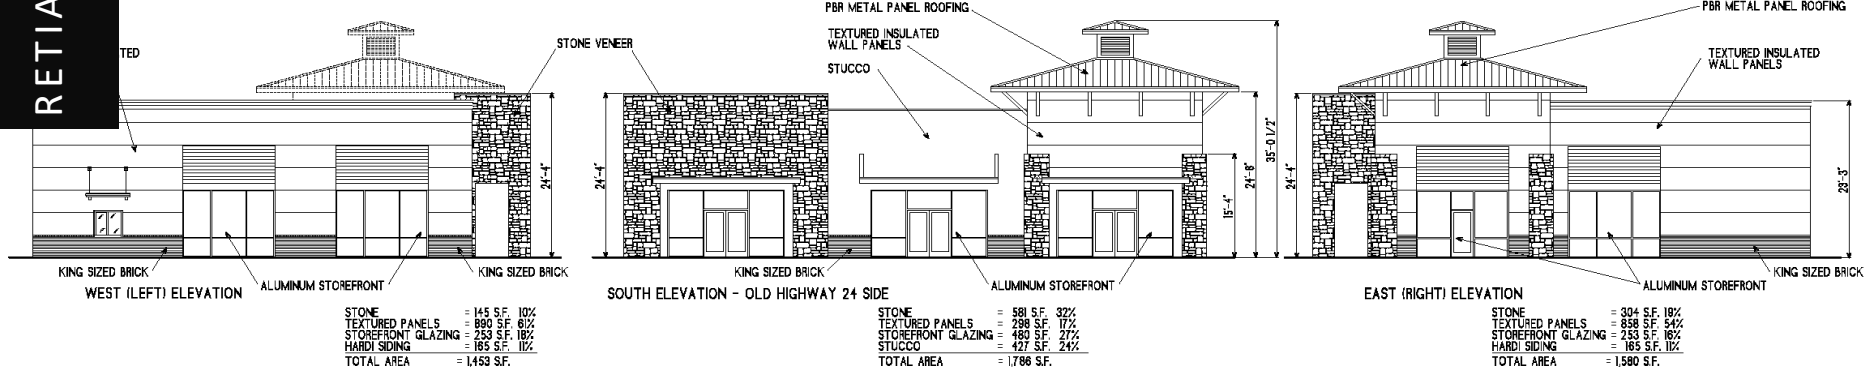 RETIA
TED
STONE VENEER
24'-4"
KING SIZED BRICK
KING SIZED BRICK
ALUMINUM STOREFRONT
WEST (LEFT) ELEVATION
STONE = 145 S.F. 10%
TEXTURED PANELS = 890 S.F. 61%
STOREFRONT GLAZING = 253 S.F. 18%
HARDI SIDING = 165 S.F. 11%
TOTAL AREA = 1,453 S.F.
PBR METAL PANEL ROOFING
TEXTURED INSULATED
WALL PANELS
STUCCO
24'-4"
15'-4"
24'-8"
35'-0 1/2"
KING SIZED BRICK
ALUMINUM STOREFRONT
SOUTH ELEVATION - OLD HIGHWAY 24 SIDE
STONE = 581 S.F. 32%
TEXTURED PANELS = 298 S.F. 17%
STOREFRONT GLAZING = 480 S.F. 27%
STUCCO = 427 S.F. 24%
TOTAL AREA = 1,786 S.F.
PBR METAL PANEL ROOFING
TEXTURED INSULATED
WALL PANELS
24'-4"
23'-3"
KING SIZED BRICK
ALUMINUM STOREFRONT
EAST (RIGHT) ELEVATION
STONE = 304 S.F. 19%
TEXTURED PANELS = 858 S.F. 54%
STOREFRONT GLAZING = 253 S.F. 16%
HARDI SIDING = 165 S.F. 11%
TOTAL AREA = 1,580 S.F.